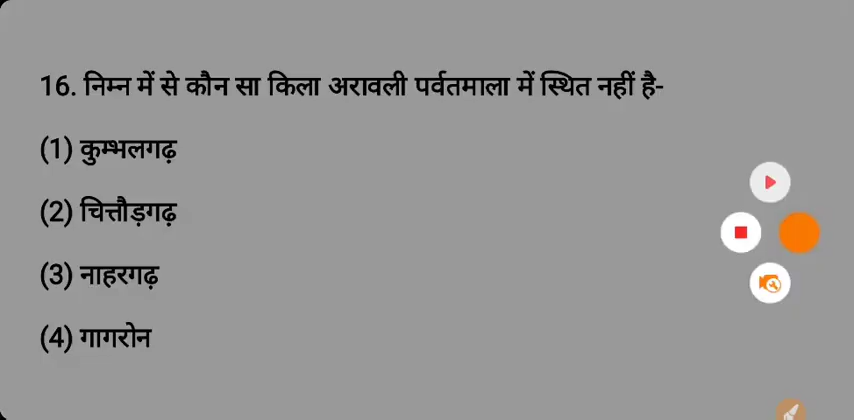 16. निम्न में से कौन सा किला अरावली पर्वतमाला में स्थित नहीं है-
(1) कुम्भलगढ़
(2) चित्तौड़गढ़
(3) नाहरगढ़
(4) गागरोन